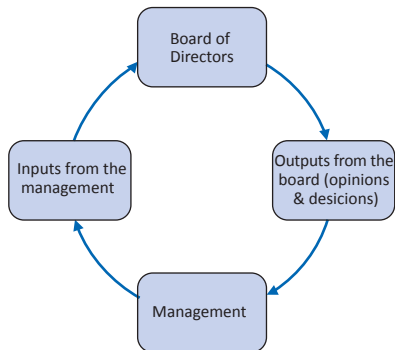 Board of
Directors
Inputs from the
management
Outputs from the
board (opinions
& desicions)
Management